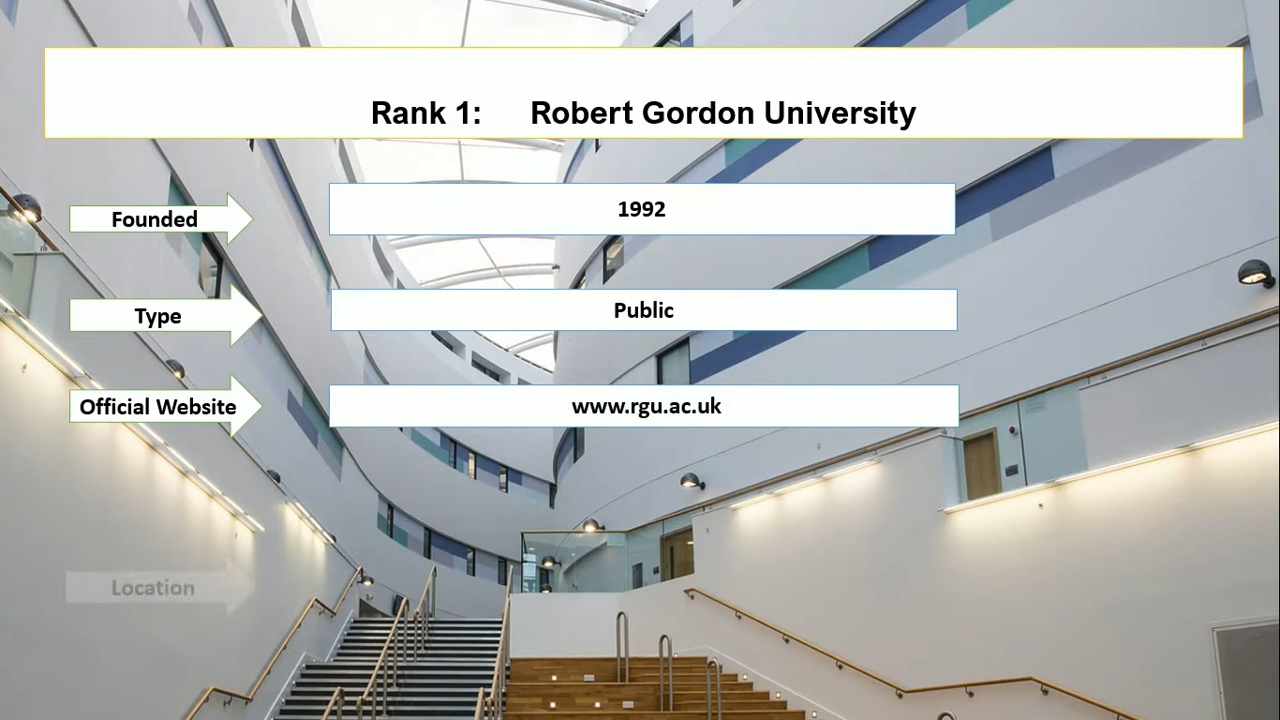 Rank 1: Robert Gordon University
Founded
1992
Type
Public
Official Website
www.rgu.ac.uk
Location